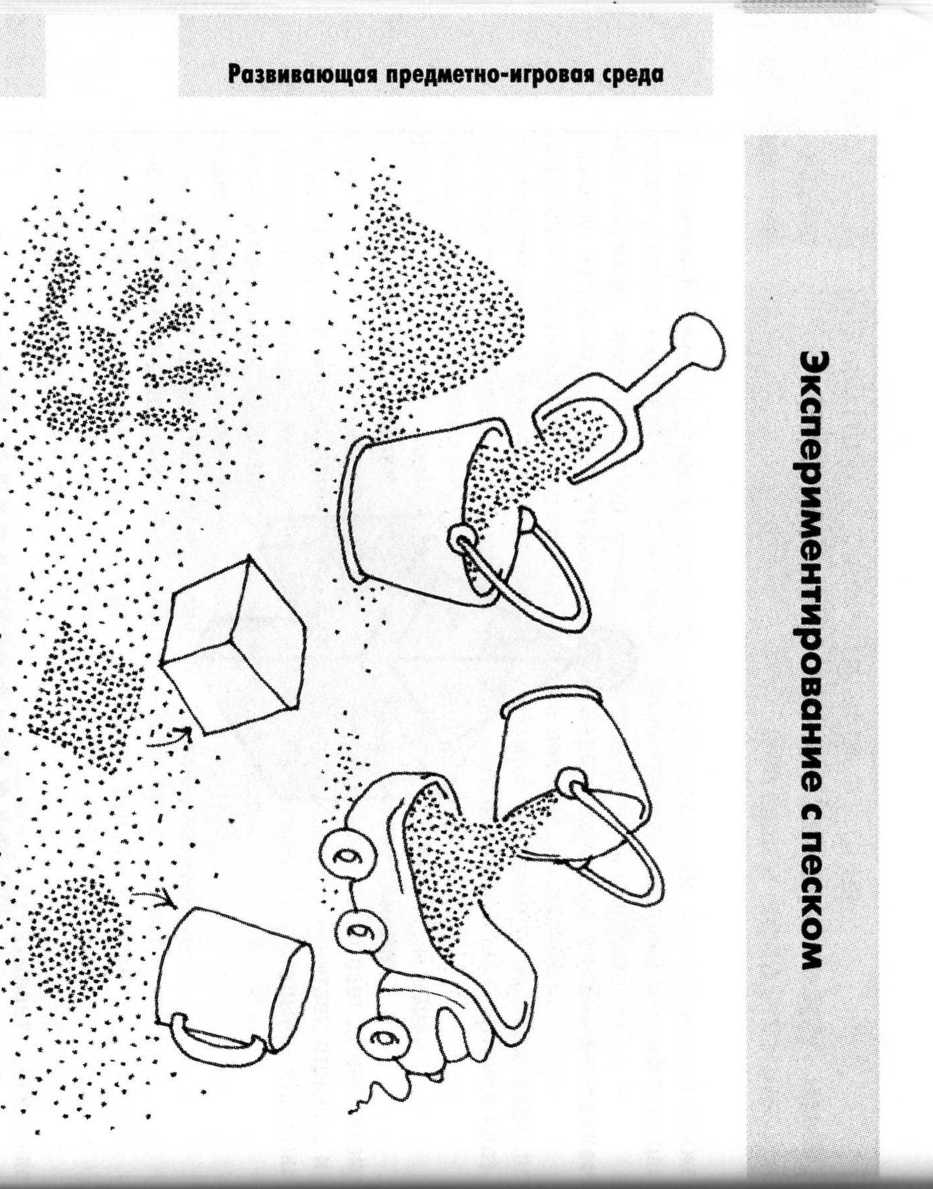 Развивающая предметно-игровая среда
Экспериментирование с песком